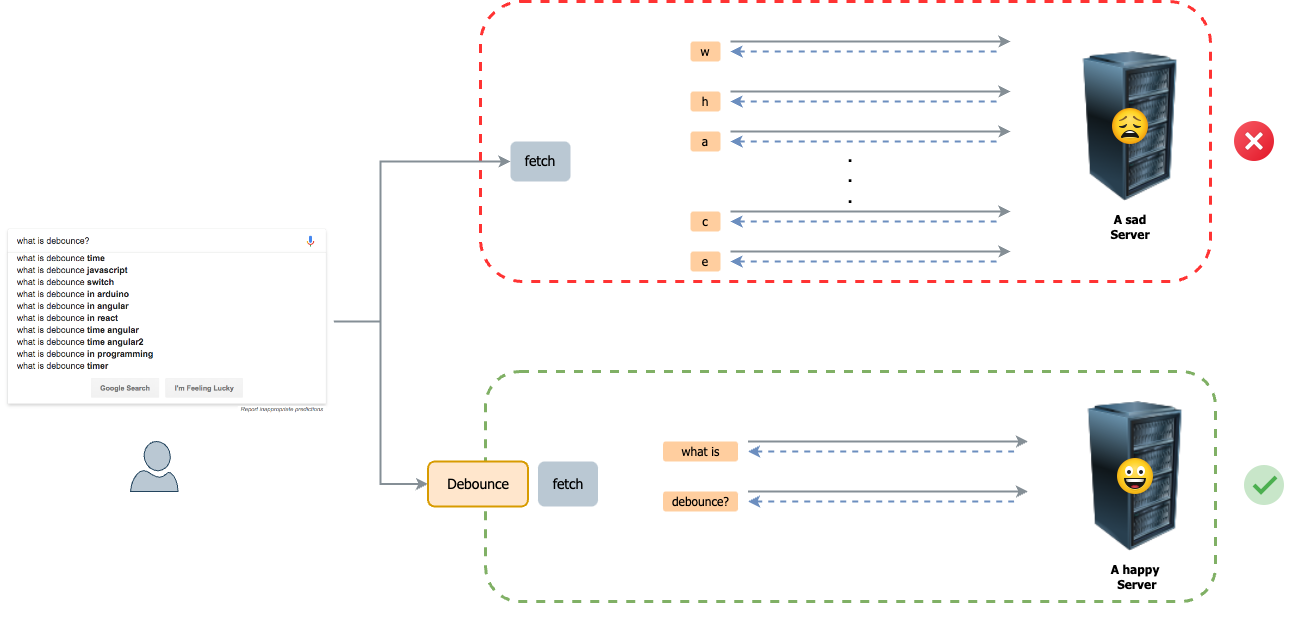 what is debounce?
what is debounce time
what is debounce javascript
what is debounce switch
what is debounce in arduino
what is debounce in angular
what is debounce in react
what is debounce time angular
what is debounce time angular2
what is debounce in programming
what is debounce timer
Google Search
I'm Feeling Lucky
Report inappropriate predictions
fetch
w
h
a
.
.
.
c
e
A sad
Server
Debounce
fetch
what is
debounce?
A happy
Server